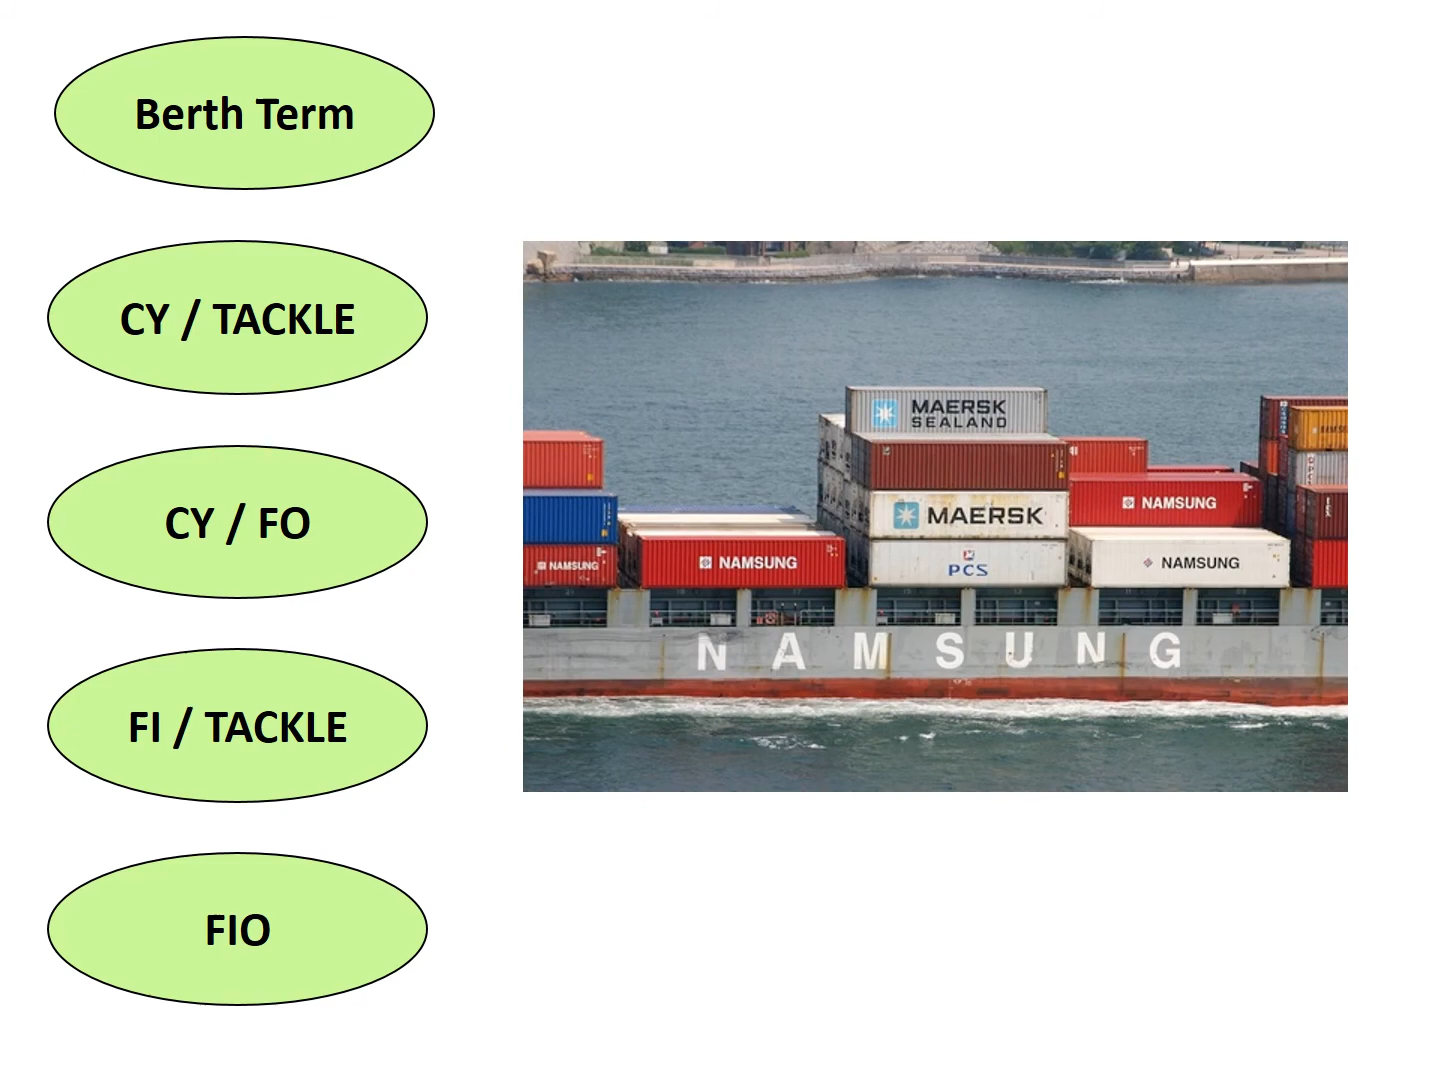 Berth Term
CY / TACKLE
CY / FO
FI / TACKLE
FIO
MAERSK
SEALAND
MAERSK
NAMSUNG
NAMSUNG
PCS
NAMSUNG
NAMSUNG
NAMSUNG